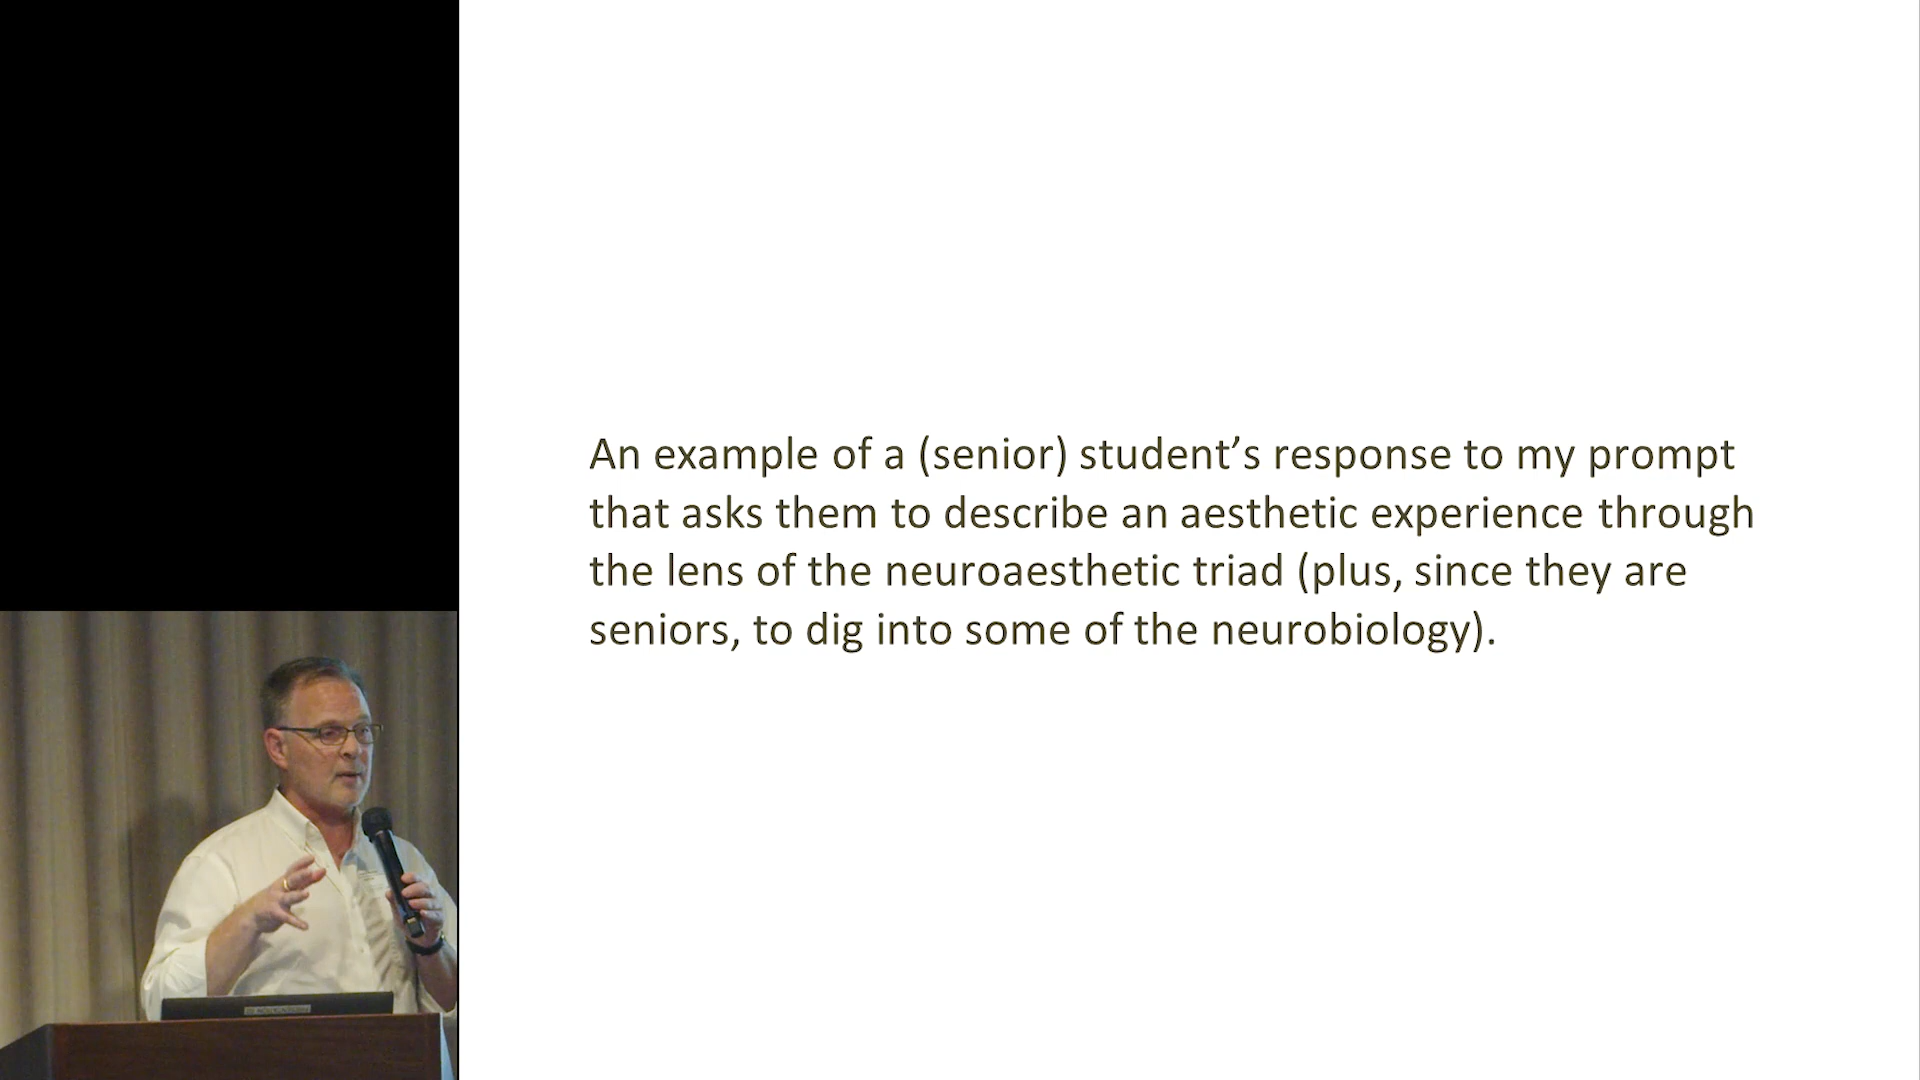 An example of a (senior) student’s response to my prompt
that asks them to describe an aesthetic experience through
the lens of the neuroaesthetic triad (plus, since they are
seniors, to dig into some of the neurobiology).